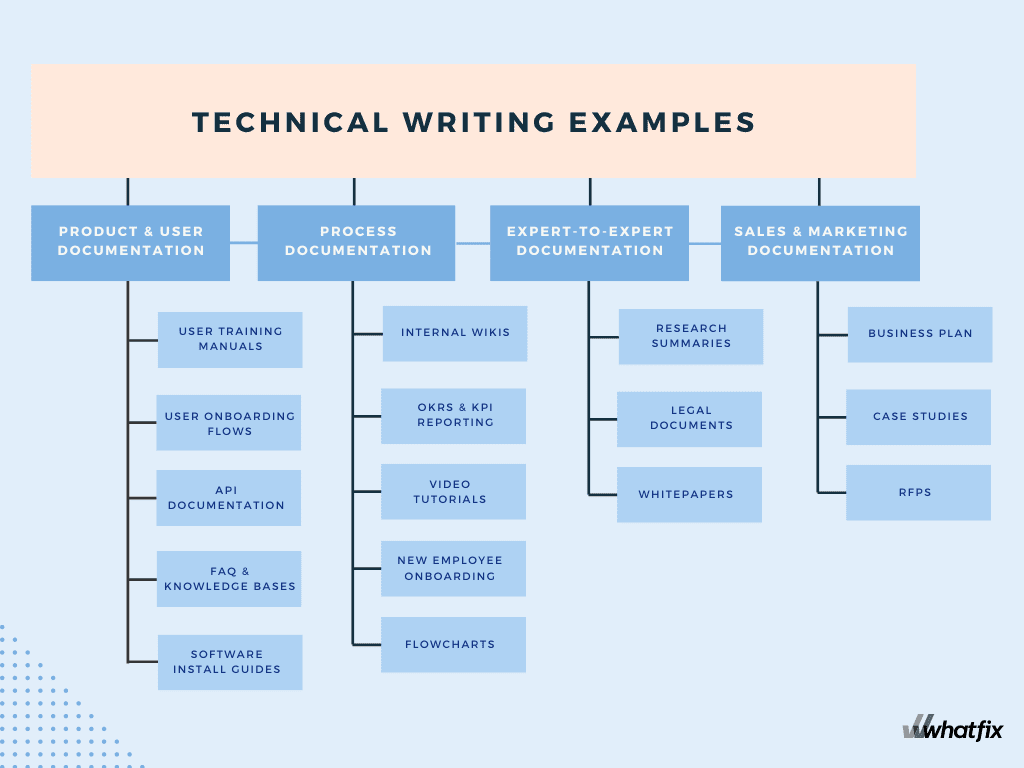 TECHNICAL WRITING EXAMPLES
PRODUCT & USER
DOCUMENTATION
USER TRAINING
MANUALS
USER ONBOARDING
FLOWS
API
DOCUMENTATION
FAQ &
KNOWLEDGE BASES
SOFTWARE
INSTALL GUIDES
PROCESS
DOCUMENTATION
INTERNAL WIKIS
OKRS & KPI
REPORTING
VIDEO
TUTORIALS
NEW EMPLOYEE
ONBOARDING
FLOWCHARTS
EXPERT-TO-EXPERT
DOCUMENTATION
RESEARCH
SUMMARIES
LEGAL
DOCUMENTS
WHITEPAPERS
SALES & MARKETING
DOCUMENTATION
BUSINESS PLAN
CASE STUDIES
RFPS
whatfix